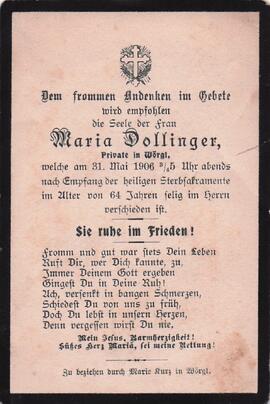 Dem frommen Andenken im Gebete
wird empfohlen
die Seele der Frau
Maria Dollinger,
Private in Wörgl,
welche am 31. Mai 1906 ¾5 Uhr abends
nach Empfang der heiligen Sterbsakramente
im Alter von 64 Jahren selig im Herrn
verschieden ist.
Sie ruhe im Frieden!
Fromm und gut war stets Dein Leben
Ruft Dir, wer Dich kannte, zu,
Immer Deinem Gott ergeben
Gingest Du in Deine Ruh!
Ach, versenkt in bangen Schmerzen,
Schiedest Du von uns zu früh,
Doch Du lebst in unsern Herzen,
Denn vergessen wirst Du nie.
Mein Jesus, Barmherzigkeit!
Süßes Herz Mariä, sei meine Rettung!
Zu beziehen durch Marie Kurz in Wörgl.